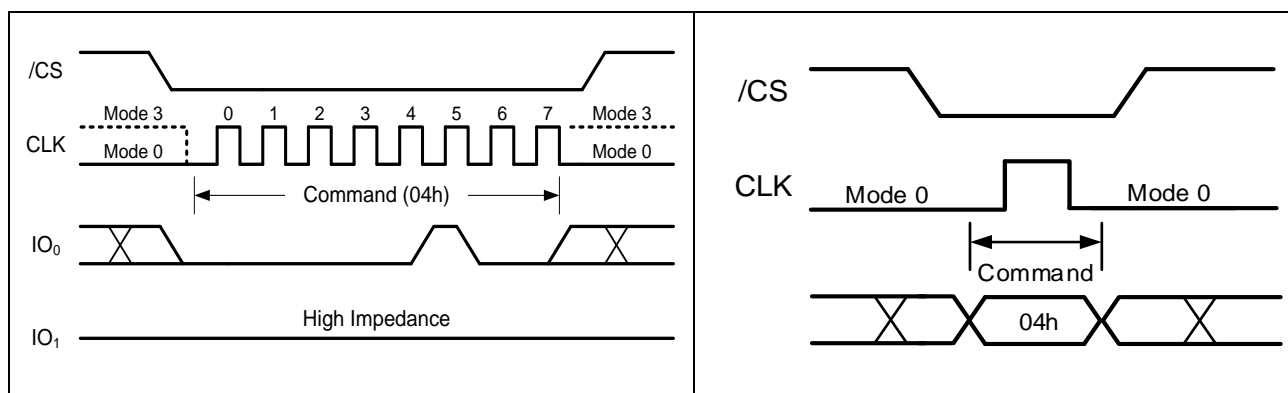 /CS
Mode 3 0 1 2 3 4 5 6 7 Mode 3
CLK
Mode 0 Mode 0
Command (04h)
IO₀
High Impedance
IO₁
/CS
CLK
Mode 0 Mode 0
Command
04h